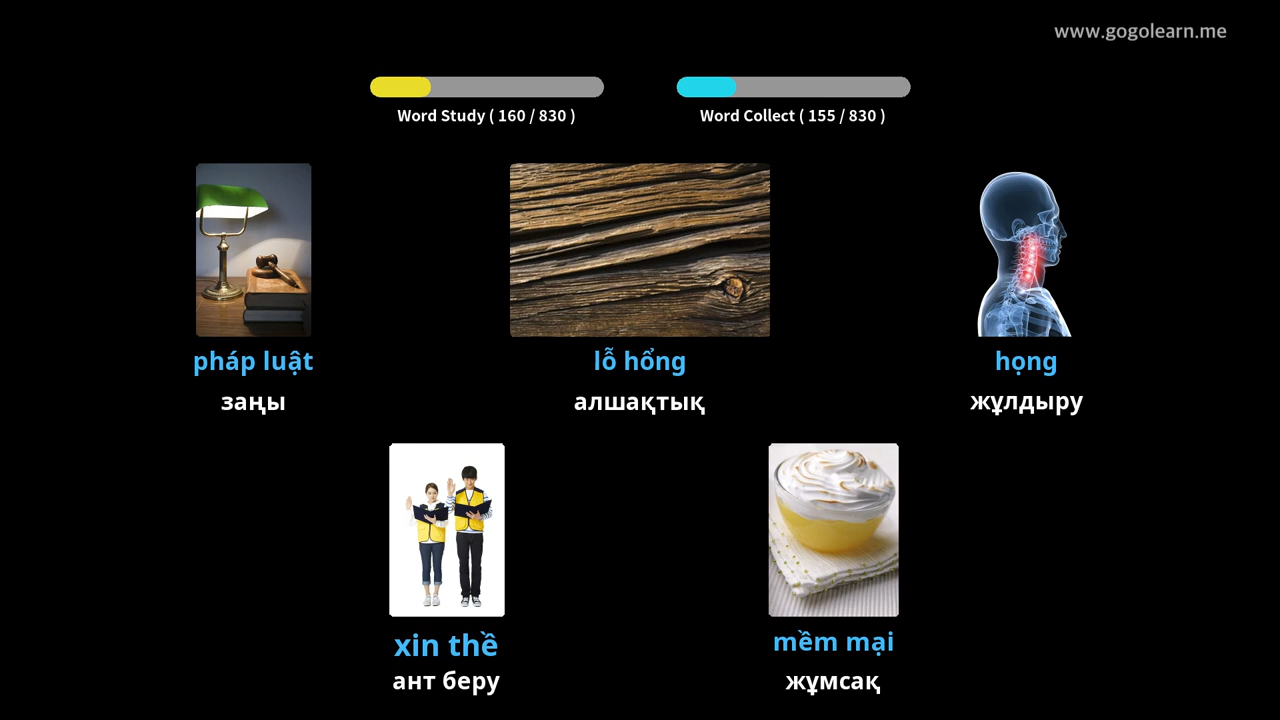 www.gogolearn.me
Word Study ( 160 / 830 )
Word Collect ( 155 / 830 )
pháp luật
заңы
lỗ hổng
алшақтық
họng
жұлдыру
xin thề
ант беру
mềm mại
жұмсақ